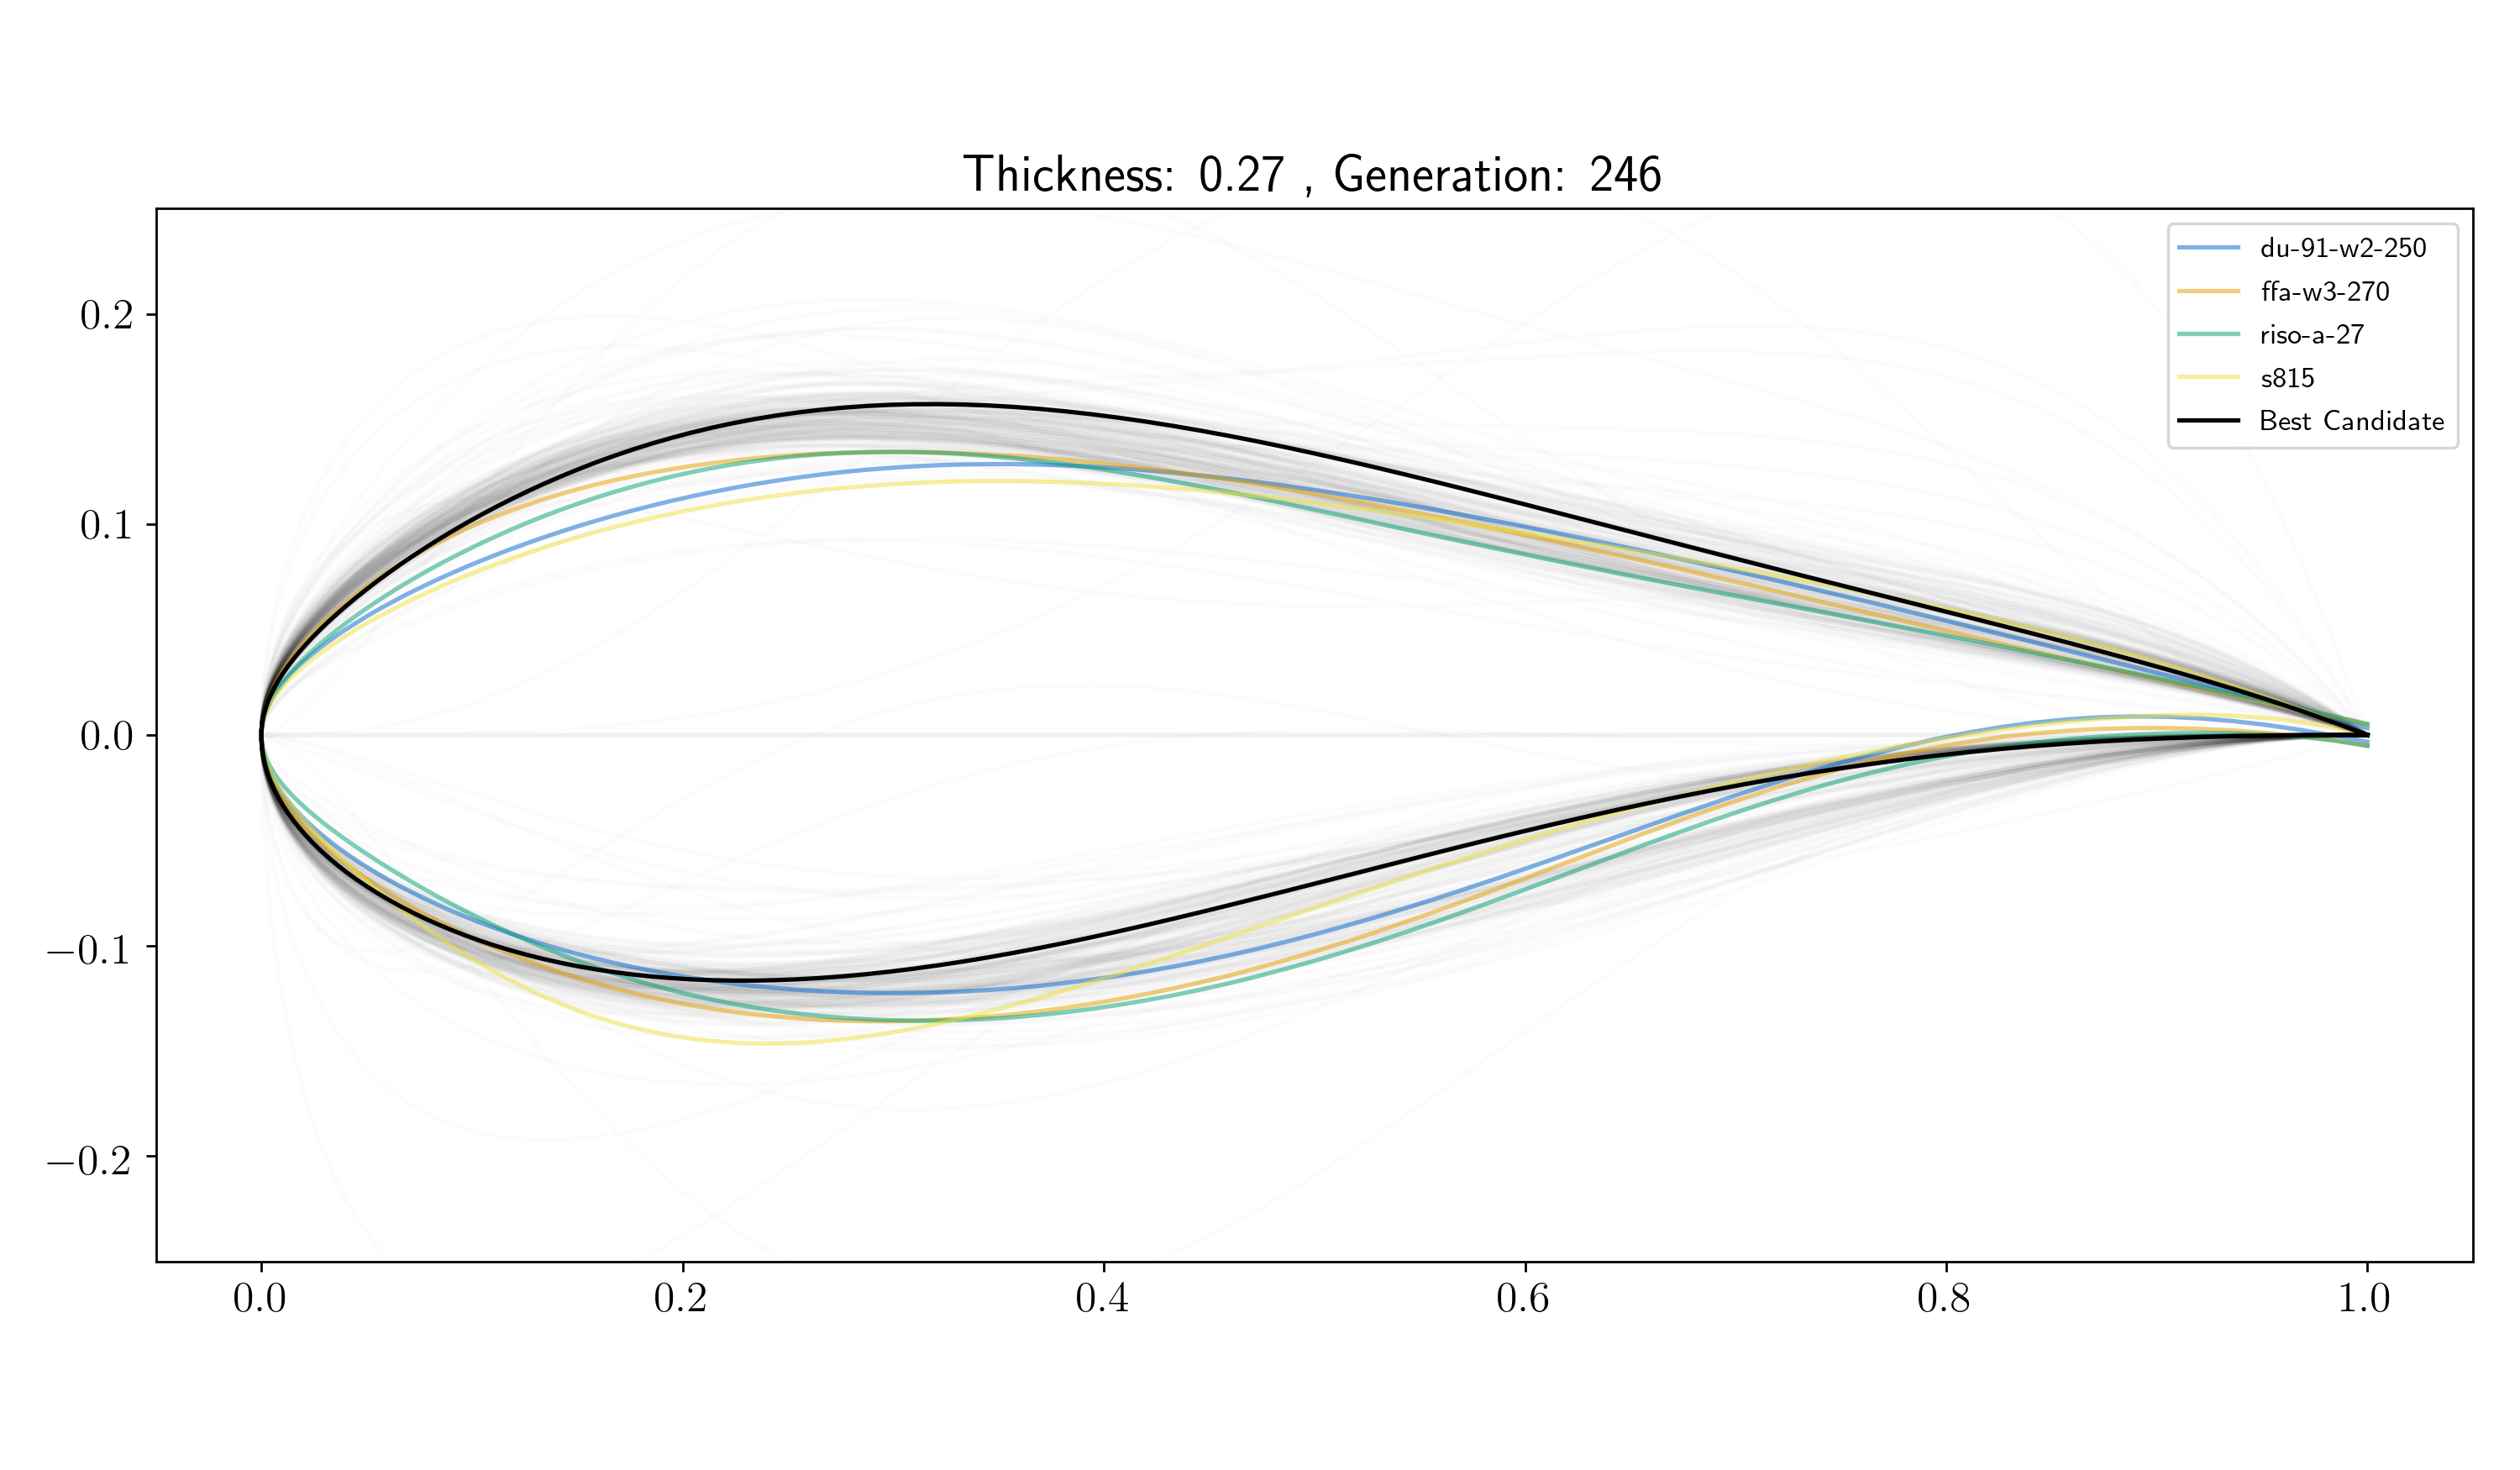 Thickness: 0.27 , Generation: 246
du-91-w2-250
ffa-w3-270
riso-a-27
s815
Best Candidate
0.2
0.1
0.0
−0.1
−0.2
0.0 0.2 0.4 0.6 0.8 1.0